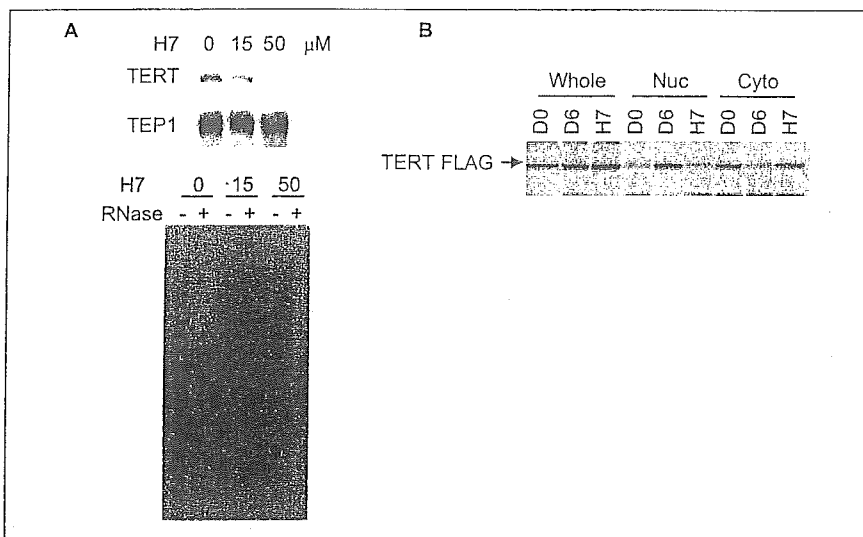 A
H7 0 15 50 μM
TERT
TEP1
H7 0 15 50
RNase - + - + - +
B
Whole Nuc Cyto
D0 D6 H7 D0 D6 H7 D0 D6 H7
TERT FLAG